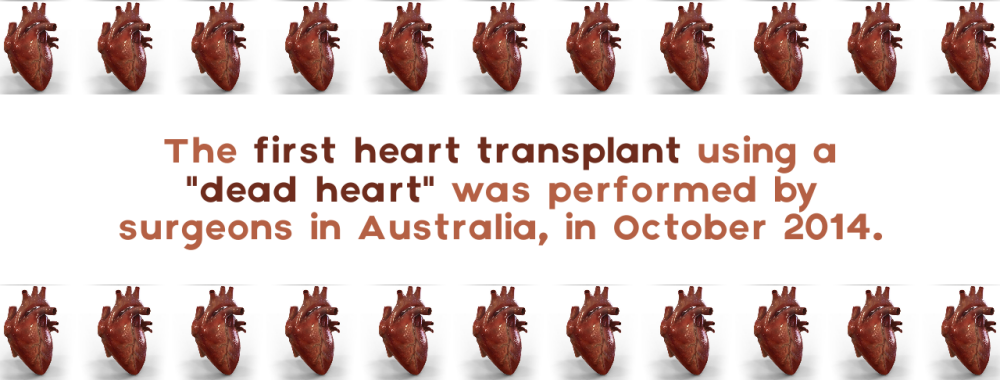 The first heart transplant using a
"dead heart" was performed by
surgeons in Australia, in October 2014.